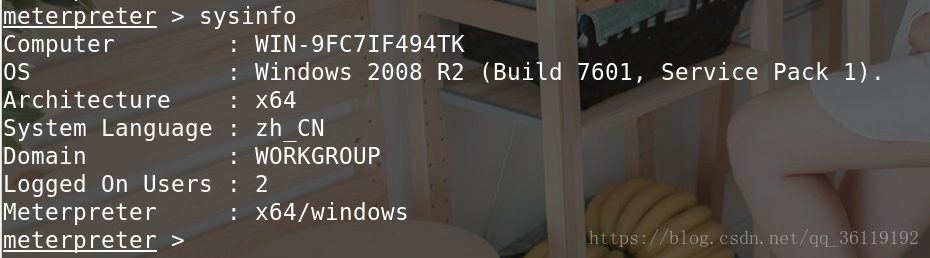 meterpreter > sysinfo
Computer        : WIN-9FC7IF494TK
OS              : Windows 2008 R2 (Build 7601, Service Pack 1).
Architecture    : x64
System Language : zh_CN
Domain          : WORKGROUP
Logged On Users : 2
Meterpreter     : x64/windows
meterpreter >
https://blog.csdn.net/qq_36119192